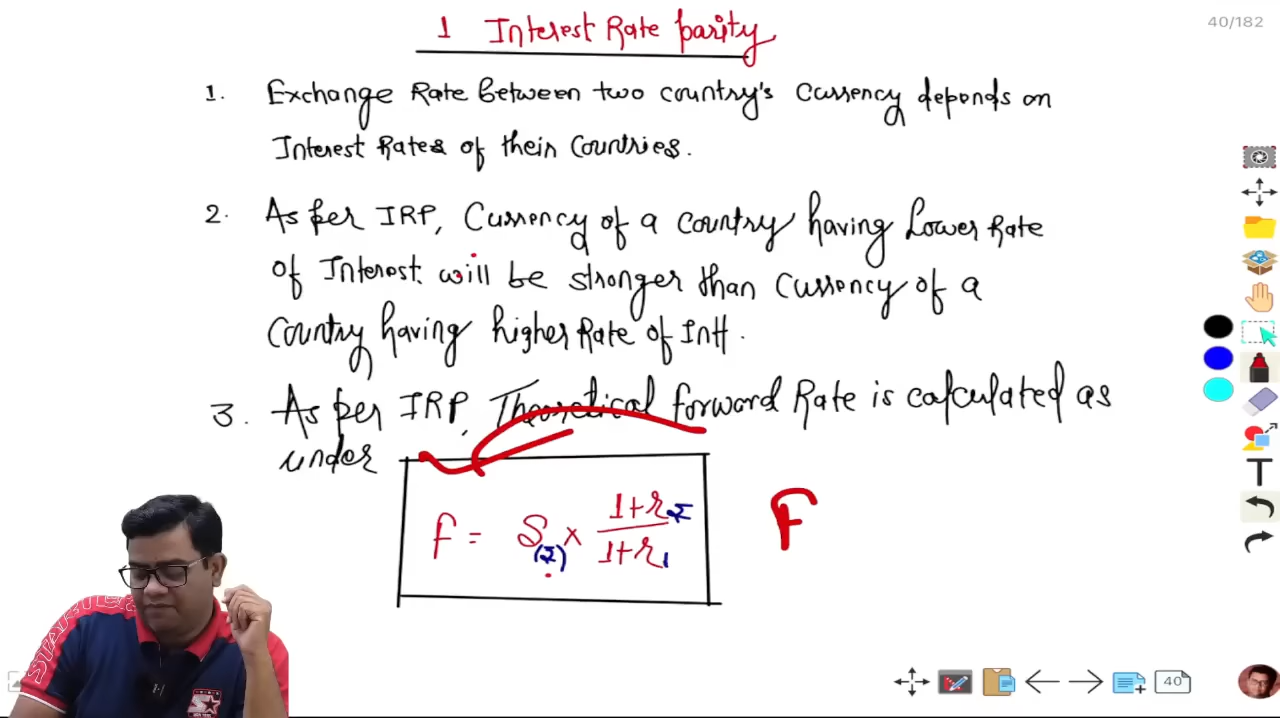 40/182
1 Interest Rate parity
1. Exchange Rate Between two country's currency depends on
Interest Rates of their Countries.
2. As per IRP, Currency of a country having Lower Rate
of Interest will be stronger than currency of a
Country having higher Rate of Intt.
3. As per IRP, Theoretical forward Rate is calculated as
under
F = S(I) × 1+r I / 1+r1
F
T
40